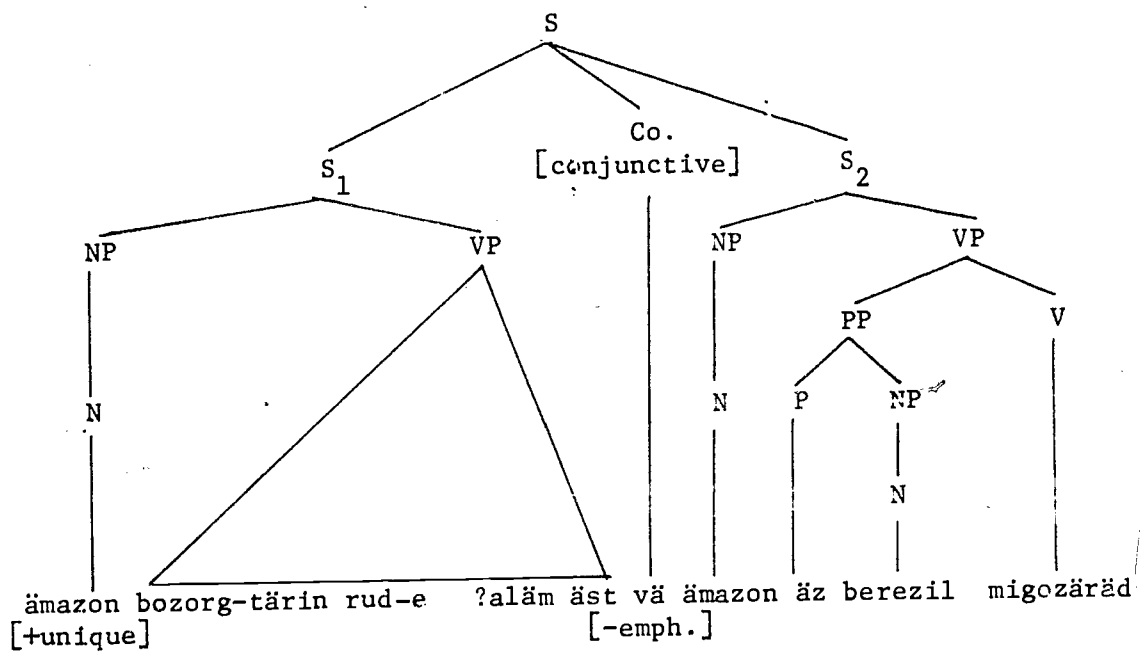 S
Co.
[conjunctive]
S1 S2
NP VP NP VP
PP V
N N P NP
N
ämazon bozorg-tärin rud-e ?aläm äst vä ämazon äz berezil migozäräd
[+unique] [-emph.]